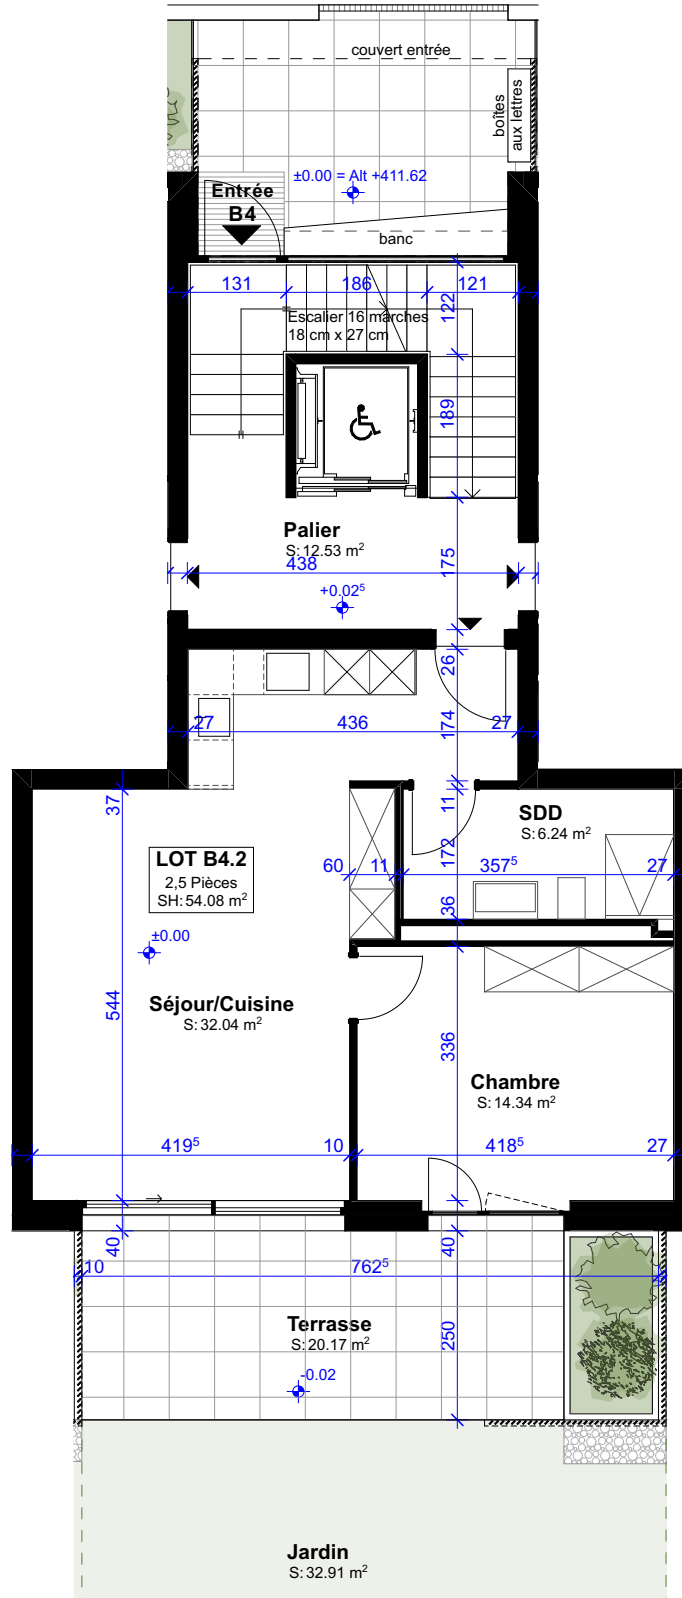 couvert entrée
boîtes
aux lettres
±0.00 = Alt +411.62
Entrée
B4
banc
131
186
121
122
Escalier 16 marches
18 cm x 27 cm
189
Palier
S: 12.53 m²
438
175
+0.02⁵
26
27
436
174
27
37
11
SDD
S: 6.24 m²
LOT B4.2
2,5 Pièces
SH: 54.08 m²
60
11
172
357⁵
27
36
±0.00
544
Séjour/Cuisine
S: 32.04 m²
336
Chambre
S: 14.34 m²
419⁵
10
418⁵
27
40
40
10
762⁵
Terrasse
S: 20.17 m²
250
-0.02
Jardin
S: 32.91 m²